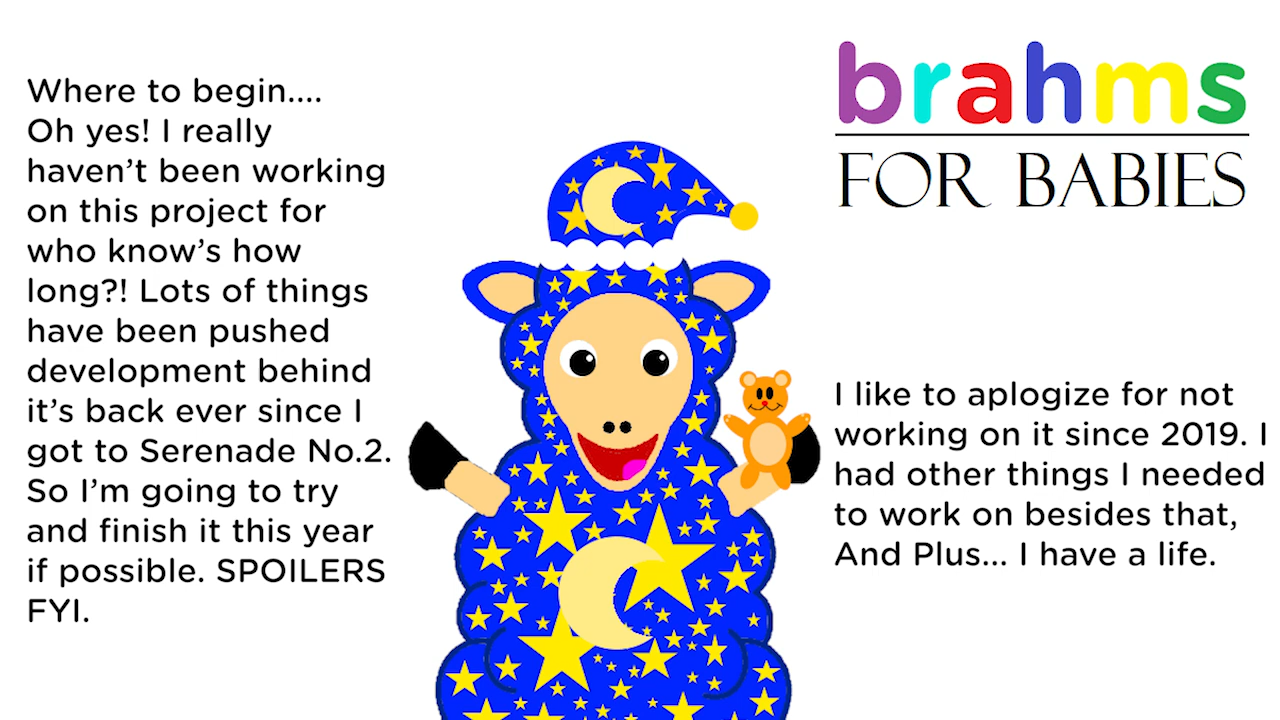 Where to begin....
Oh yes! I really
haven't been working
on this project for
who know's how
long?! Lots of things
have been pushed
development behind
it's back ever since I
got to Serenade No.2.
So I'm going to try
and finish it this year
if possible. SPOILERS
FYI.
brahms
FOR BABIES
I like to aplogize for not
working on it since 2019. I
had other things I needed
to work on besides that,
And Plus... I have a life.